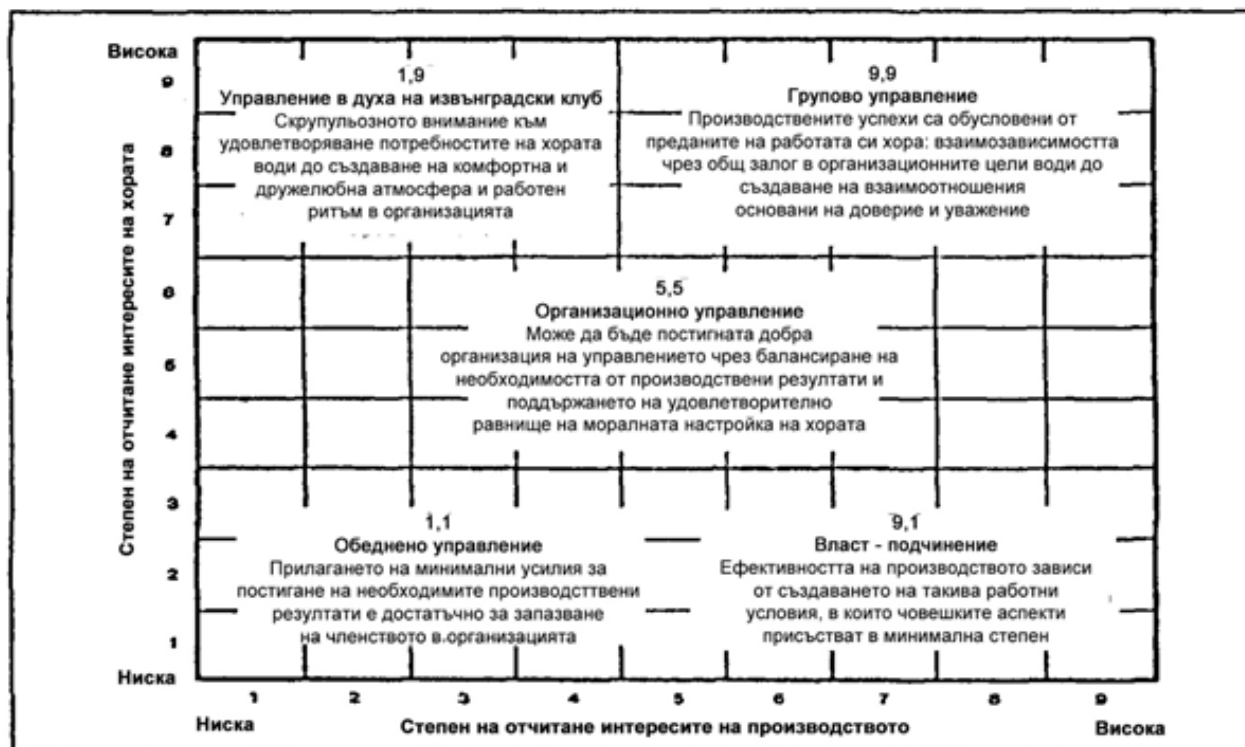 Висока
9
8
7
6
5
4
3
2
1
Ниска
Степен на отчитане интересите на хората
1,9
Управление в духа на извънградски клуб
Скрупульозното внимание към
удовлетворяване потребностите на хората
води до създаване на комфортна и
дружелюбна атмосфера и работен
ритъм в организацията
9,9
Групово управление
Производствените успехи са обусловени от
преданите на работата си хора: взаимозависимостта
чрез общ залог в организационните цели води до
създаване на взаимоотношения
основани на доверие и уважение
5,5
Организационно управление
Може да бъде постигната добра
организация на управлението чрез балансиране на
необходимостта от производствени резултати и
поддържането на удовлетворително
равнище на моралната настройка на хората
1,1
Обеднено управление
Прилагането на минимални усилия за
постигане на необходимите производсттвени
резултати е достатъчно за запазване
на членството в организацията
9,1
Власт - подчинение
Ефективността на производството зависи
от създаването на такива работни
условия, в които човешките аспекти
присъстват в минимална степен
1 2 3 4 5 6 7 8 9
Ниска Степен на отчитане интересите на производството Висока